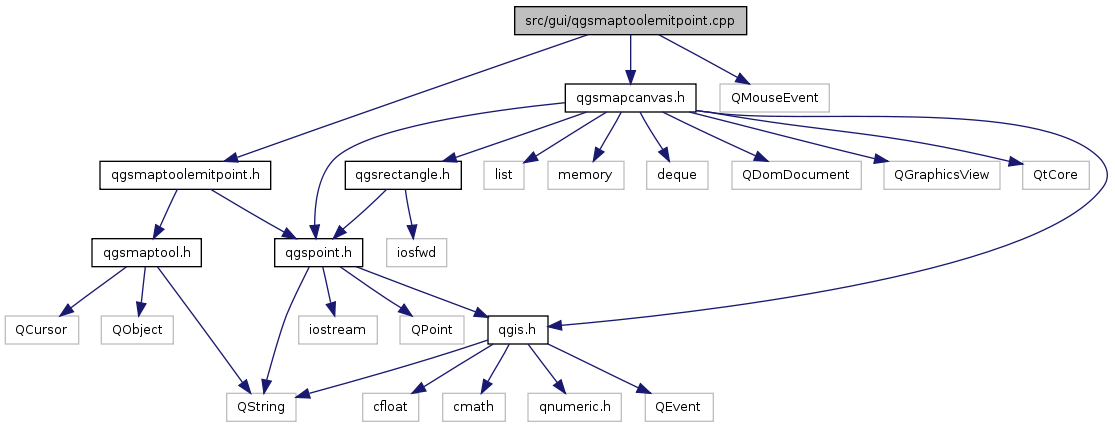 src/gui/qgsmaptoolemitpoint.cpp
qgsmapcanvas.h
QMouseEvent
qgsmaptoolemitpoint.h
qgsrectangle.h
list
memory
deque
QDomDocument
QGraphicsView
QtCore
qgsmaptool.h
qgspoint.h
iosfwd
QCursor
QObject
iostream
QPoint
qgis.h
QString
cfloat
cmath
qnumeric.h
QEvent